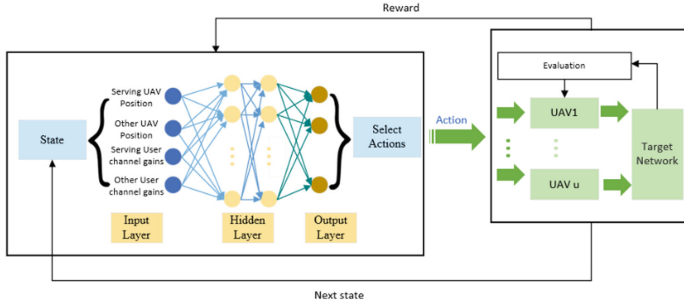 Reward
Serving UAV
Position
Other UAV
Position
Serving User
channel gains
Other User
channel gains
State
Input
Layer
Hidden
Layer
Output
Layer
Select
Actions
Action
Evaluation
UAV1
UAV u
Target
Network
Next state